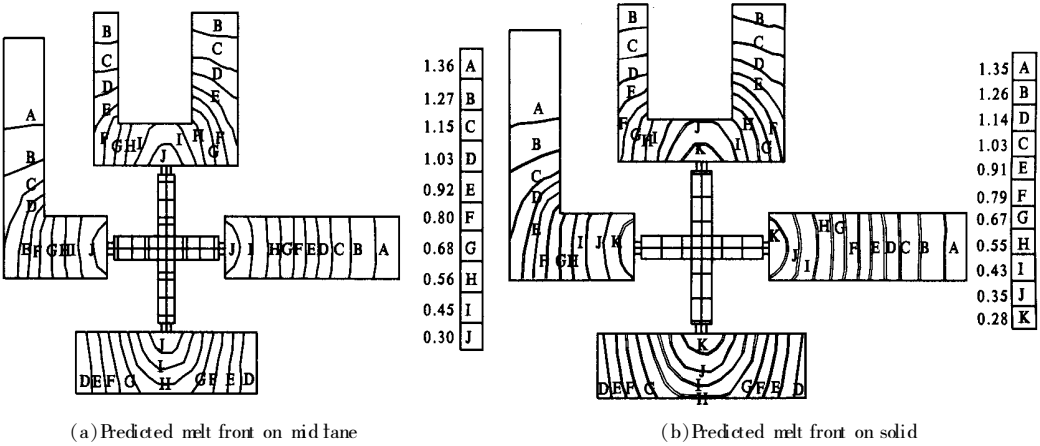 B
C
D
E
F G H I
J
I H F
G
B
C
D
E
A
B
C
D
E F G H I J
J I H G F E D C B A
I
H
D E F G
G F E D
1.36 A
1.27 B
1.15 C
1.03 D
0.92 E
0.80 F
0.68 G
0.56 H
0.45 I
0.30 J
(a)Predicted melt front on mid lane
B
C
D
E
F G H I
J
K
I H F
G
B
C
D
E
A
B
C
D
E
F G H I J K
K J I H G F E D C B A
K
J
I
H
D E F G
G F E D
1.35 A
1.26 B
1.14 D
1.03 C
0.91 E
0.79 F
0.67 G
0.55 H
0.43 I
0.35 J
0.28 K
(b)Predicted melt front on solid